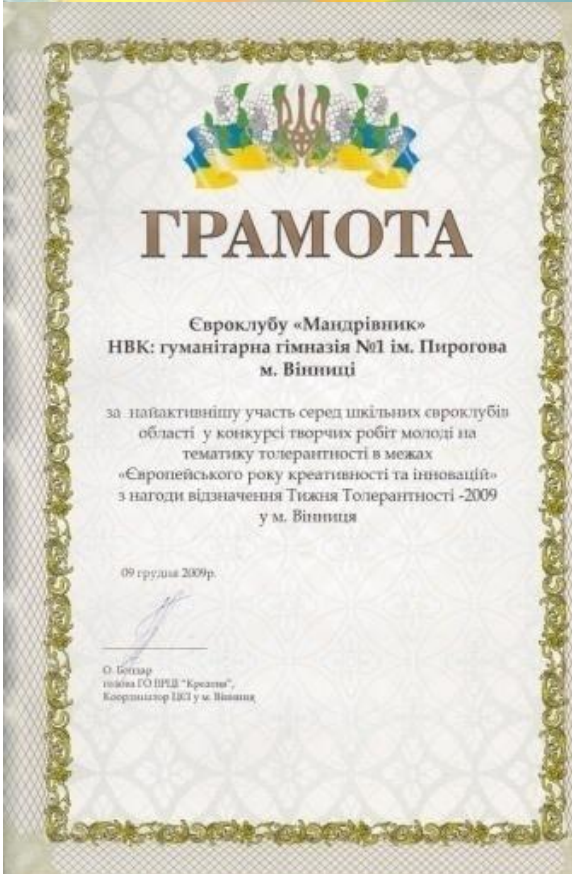 ГРАМОТА
Євроклубу «Мандрівник»
НВК: гуманітарна гімназія №1 ім. Пирогова
м. Вінниці
за найактивнішу участь серед шкільних євроклубів
області у конкурсі творчих робіт молоді на
тематику толерантності в межах
«Європейського року креативності та інновацій»
з нагоди відзначення Тижня Толерантності -2009
у м. Вінниця
09 грудня 2009р.
О.
голова ГО "Креатив",
Координатор у м. Вінниця